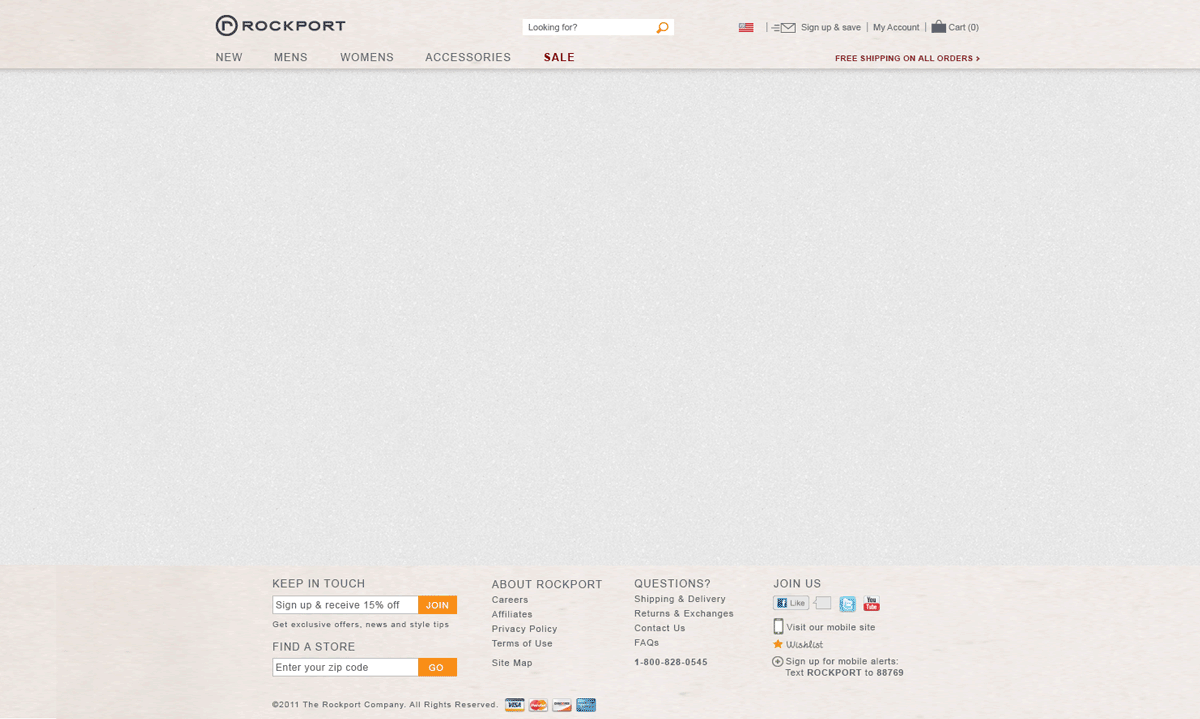 ROCKPORT
Looking for?
Sign up & save
My Account
Cart (0)
NEW
MENS
WOMENS
ACCESSORIES
SALE
FREE SHIPPING ON ALL ORDERS >
KEEP IN TOUCH
Sign up & receive 15% off
JOIN
Get exclusive offers, news and style tips
FIND A STORE
Enter your zip code
GO
ABOUT ROCKPORT
Careers
Affiliates
Privacy Policy
Terms of Use
Site Map
QUESTIONS?
Shipping & Delivery
Returns & Exchanges
Contact Us
FAQs
1-800-828-0545
JOIN US
Like
You
Tube
Visit our mobile site
Wishlist
Sign up for mobile alerts:
Text ROCKPORT to 88769
©2011 The Rockport Company. All Rights Reserved.
VISA